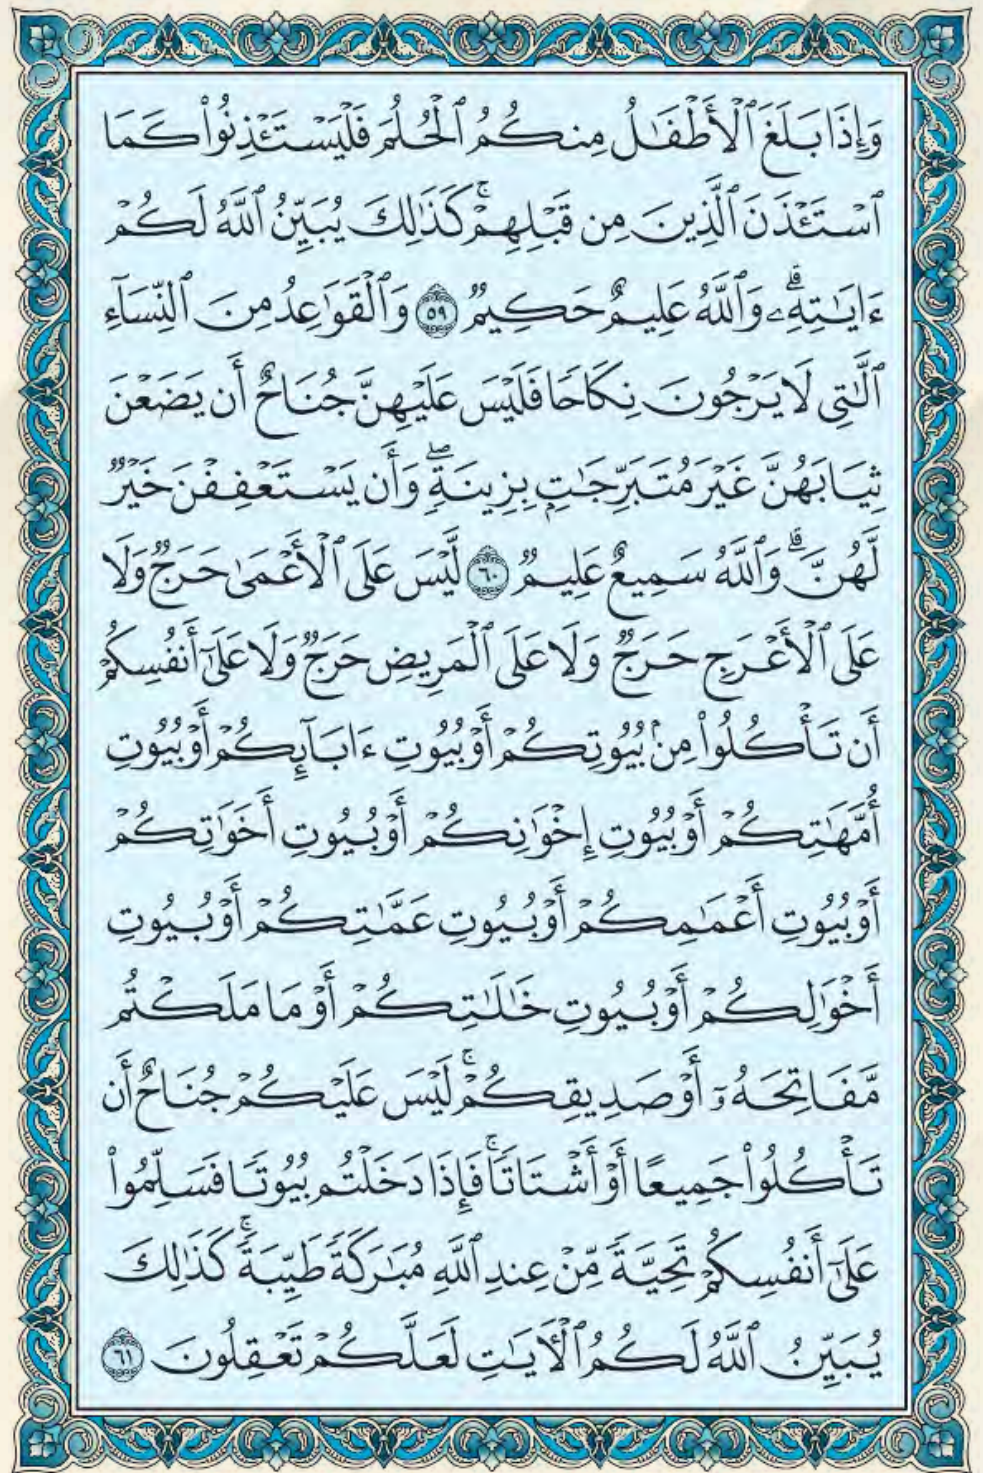 وَإِذَا بَلَغَ ٱلْأَطْفَٰلُ مِنكُمُ ٱلْحُلُمَ فَلْيَسْتَـْٔذِنُوا۟ كَمَا
ٱسْتَـْٔذَنَ ٱلَّذِينَ مِن قَبْلِهِمْ ۚ كَذَٰلِكَ يُبَيِّنُ ٱللَّهُ لَكُمْ
ءَايَٰتِهِۦ ۗ وَٱللَّهُ عَلِيمٌ حَكِيمٌ ٥٩ وَٱلْقَوَٰعِدُ مِنَ ٱلنِّسَآءِ
ٱلَّٰتِى لَا يَرْجُونَ نِكَاحًا فَلَيْسَ عَلَيْهِنَّ جُنَاحٌ أَن يَضَعْنَ
ثِيَابَهُنَّ غَيْرَ مُتَبَرِّجَٰتٍۭ بِزِينَةٍ ۖ وَأَن يَسْتَعْفِفْنَ خَيْرٌ
لَّهُنَّ ۗ وَٱللَّهُ سَمِيعٌ عَلِيمٌ ٦٠ لَّيْسَ عَلَى ٱلْأَعْمَىٰ حَرَجٌ وَلَا
عَلَى ٱلْأَعْرَجِ حَرَجٌ وَلَا عَلَى ٱلْمَرِيضِ حَرَجٌ وَلَا عَلَىٰٓ أَنفُسِكُمْ
أَن تَأْكُلُوا۟ مِنۢ بُيُوتِكُمْ أَوْ بُيُوتِ ءَابَآئِكُمْ أَوْ بُيُوتِ
أُمَّهَٰتِكُمْ أَوْ بُيُوتِ إِخْوَٰنِكُمْ أَوْ بُيُوتِ أَخَوَٰتِكُمْ
أَوْ بُيُوتِ أَعْمَٰمِكُمْ أَوْ بُيُوتِ عَمَّٰتِكُمْ أَوْ بُيُوتِ
أَخْوَٰلِكُمْ أَوْ بُيُوتِ خَٰلَٰتِكُمْ أَوْ مَا مَلَكْتُم
مَّفَاتِحَهُۥٓ أَوْ صَدِيقِكُمْ ۚ لَيْسَ عَلَيْكُمْ جُنَاحٌ أَن
تَأْكُلُوا۟ جَمِيعًا أَوْ أَشْتَاتًا ۚ فَإِذَا دَخَلْتُم بُيُوتًا فَسَلِّمُوا۟
عَلَىٰٓ أَنفُسِكُمْ تَحِيَّةً مِّنْ عِندِ ٱللَّهِ مُبَٰرَكَةً طَيِّبَةً ۚ كَذَٰلِكَ
يُبَيِّنُ ٱللَّهُ لَكُمُ ٱلْءَايَٰتِ لَعَلَّكُمْ تَعْقِلُونَ ٦١